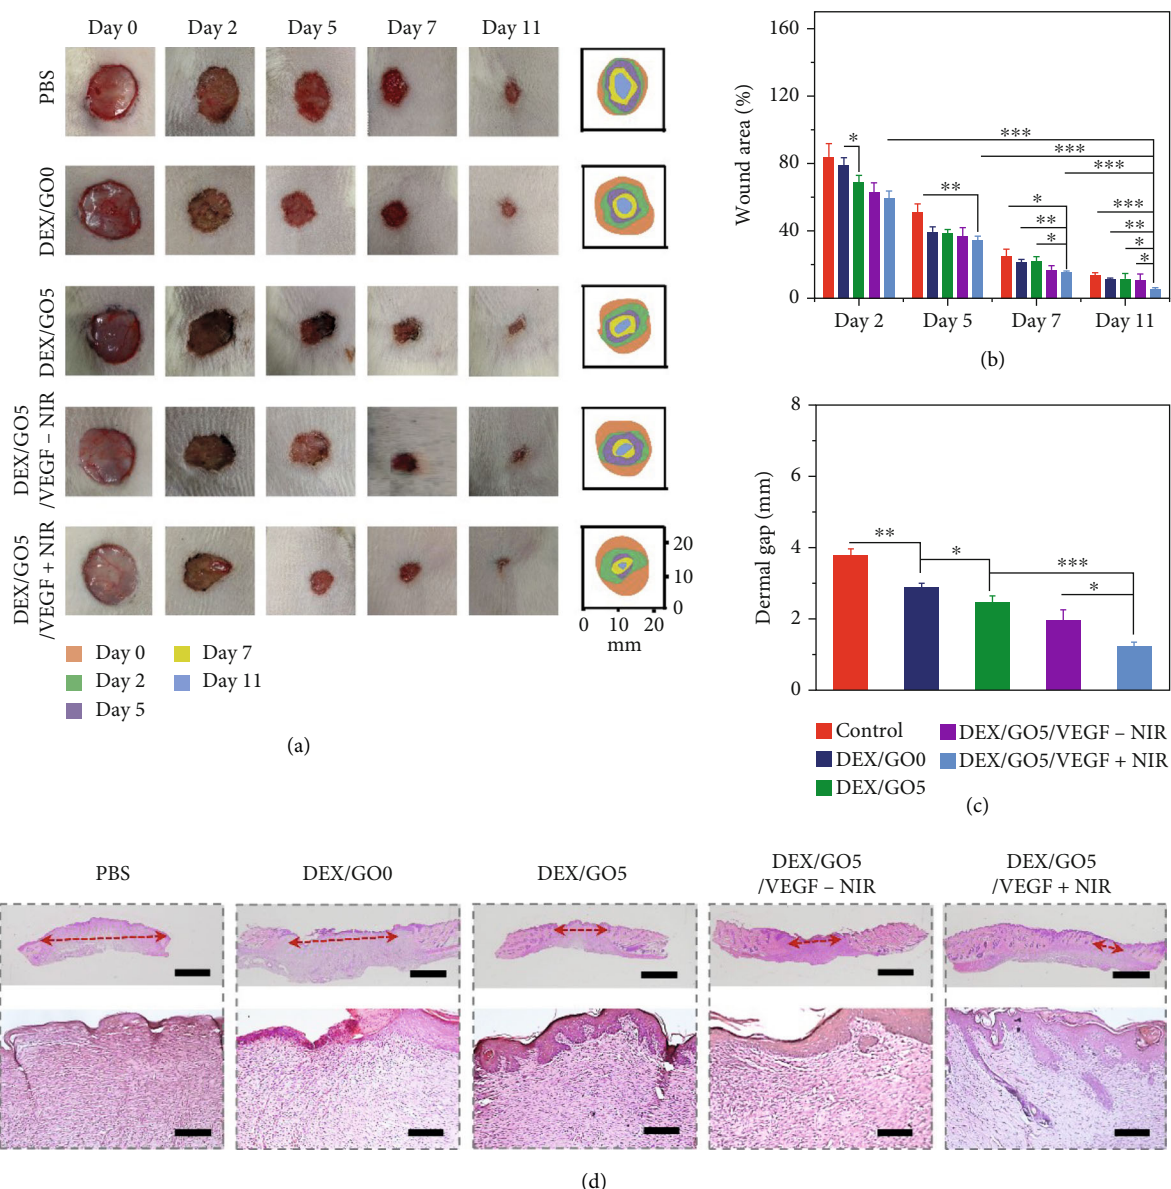 Day 0 Day 2 Day 5 Day 7 Day 11
PBS
DEX/GO0
DEX/GO5
DEX/GO5
/VEGF – NIR
DEX/GO5
/VEGF + NIR
20
10
0
0 10 20
mm
Day 0 Day 7
Day 2 Day 11
Day 5
(a)
Wound area (%)
160
120
80
40
0
*
**
*
**
*
***
***
***
***
**
*
*
Day 2 Day 5 Day 7 Day 11
(b)
Dermal gap (mm)
8
6
4
2
0
**
*
***
*
Control DEX/GO5/VEGF – NIR
DEX/GO0 DEX/GO5/VEGF + NIR
DEX/GO5
(c)
PBS DEX/GO0 DEX/GO5
DEX/GO5
/VEGF – NIR
DEX/GO5
/VEGF + NIR
(d)